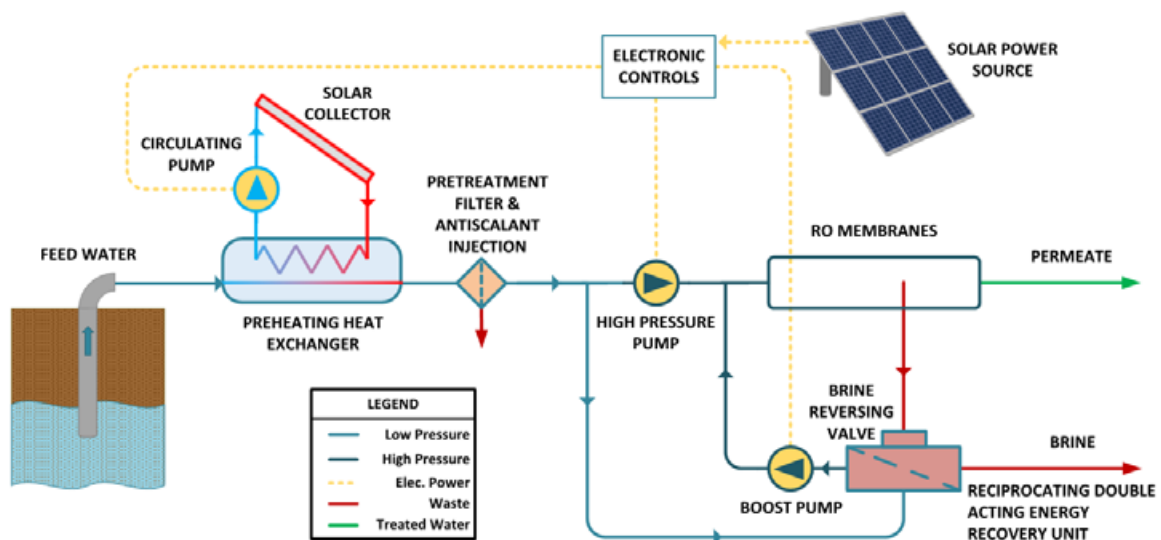 ELECTRONIC
CONTROLS
SOLAR POWER
SOURCE
SOLAR
COLLECTOR
CIRCULATING
PUMP
PRETREATMENT
FILTER &
ANTISCALANT
INJECTION
FEED WATER
RO MEMBRANES
PERMEATE
PREHEATING HEAT
EXCHANGER
HIGH PRESSURE
PUMP
LEGEND
Low Pressure
High Pressure
Elec. Power
Waste
Treated Water
BRINE
REVERSING
VALVE
BRINE
BOOST PUMP
RECIPROCATING DOUBLE
ACTING ENERGY
RECOVERY UNIT